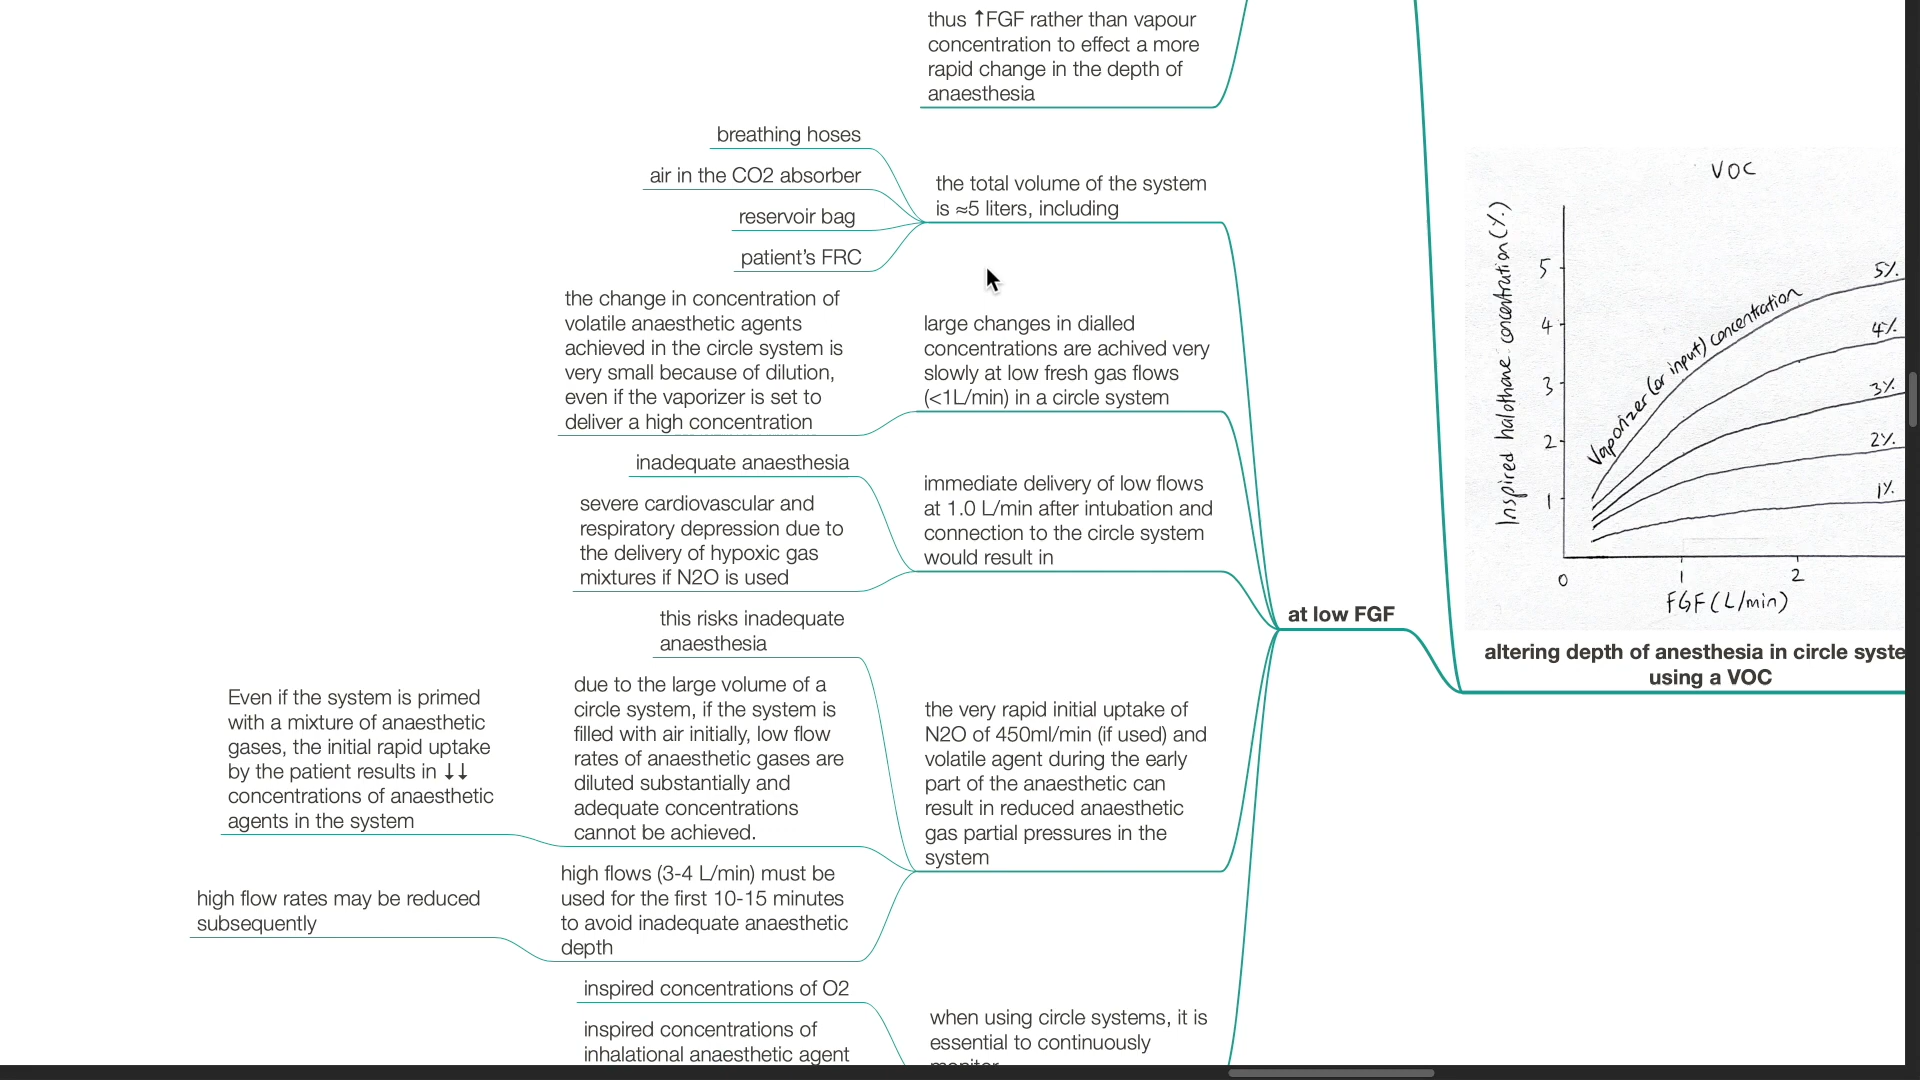 thus ↑FGF rather than vapour
concentration to effect a more
rapid change in the depth of
anaesthesia
breathing hoses
air in the CO2 absorber
reservoir bag
patient's FRC
the total volume of the system
is ≈5 liters, including
the change in concentration of
volatile anaesthetic agents
achieved in the circle system is
very small because of dilution,
even if the vaporizer is set to
deliver a high concentration
large changes in dialled
concentrations are achived very
slowly at low fresh gas flows
(<1L/min) in a circle system
inadequate anaesthesia
severe cardiovascular and
respiratory depression due to
the delivery of hypoxic gas
mixtures if N2O is used
immediate delivery of low flows
at 1.0 L/min after intubation and
connection to the circle system
would result in
this risks inadequate
anaesthesia
Even if the system is primed
with a mixture of anaesthetic
gases, the initial rapid uptake
by the patient results in ↓↓
concentrations of anaesthetic
agents in the system
due to the large volume of a
circle system, if the system is
filled with air initially, low flow
rates of anaesthetic gases are
diluted substantially and
adequate concentrations
cannot be achieved.
high flow rates may be reduced
subsequently
high flows (3-4 L/min) must be
used for the first 10-15 minutes
to avoid inadequate anaesthetic
depth
the very rapid initial uptake of
N2O of 450ml/min (if used) and
volatile agent during the early
part of the anaesthetic can
result in reduced anaesthetic
gas partial pressures in the
system
inspired concentrations of O2
inspired concentrations of
inhalational anaesthetic agent
when using circle systems, it is
essential to continuously
monitor
at low FGF
VOC
Inspired halothane concentration (%)
5
4
3
2
1
Vaporizer (or input) concentration
5%
4%
3%
2%
1%
0
1
2
FGF (L/min)
altering depth of anesthesia in circle syste
using a VOC